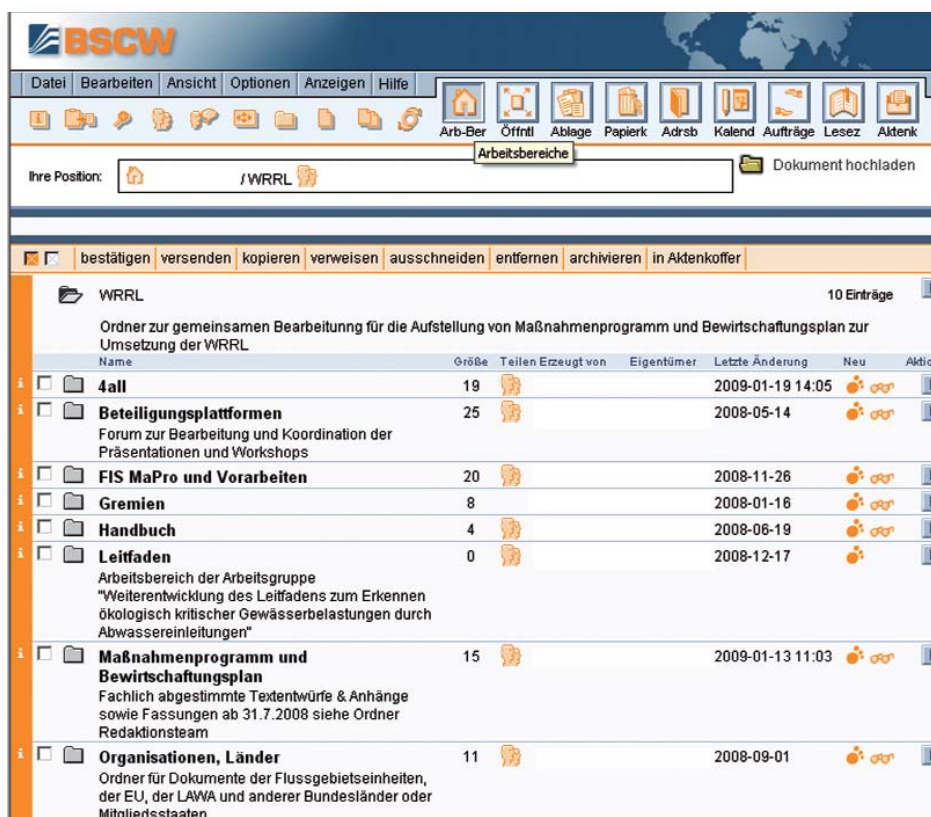 BSCW
Datei Bearbeiten Ansicht Optionen Anzeigen Hilfe
Arb-Ber Öffntl Ablage Papierk Adrsb Kalend Aufträge Lesez Aktenk
Arbeitsbereiche
Ihre Position: / WRRL Dokument hochladen
bestätigen versenden kopieren verweisen ausschneiden entfernen archivieren in Aktenkoffer
WRRL 10 Einträge
Ordner zur gemeinsamen Bearbeitunng für die Aufstellung von Maßnahmenprogramm und Bewirtschaftungsplan zur
Umsetzung der WRRL
Name Größe Teilen Erzeugt von Eigentümer Letzte Änderung Neu Aktio
4all 19 2009-01-19 14:05
Beteiligungsplattformen 25 2008-05-14
Forum zur Bearbeitung und Koordination der
Präsentationen und Workshops
FIS MaPro und Vorarbeiten 20 2008-11-26
Gremien 8 2008-01-16
Handbuch 4 2008-06-19
Leitfaden 0 2008-12-17
Arbeitsbereich der Arbeitsgruppe
"Weiterentwicklung des Leitfadens zum Erkennen
ökologisch kritischer Gewässerbelastungen durch
Abwassereinleitungen"
Maßnahmenprogramm und 15 2009-01-13 11:03
Bewirtschaftungsplan
Fachlich abgestimmte Textentwürfe & Anhänge
sowie Fassungen ab 31.7.2008 siehe Ordner
Redaktionsteam
Organisationen, Länder 11 2008-09-01
Ordner für Dokumente der Flussgebietseinheiten,
der EU, der LAWA und anderer Bundesländer oder
Mitgliedsstaaten